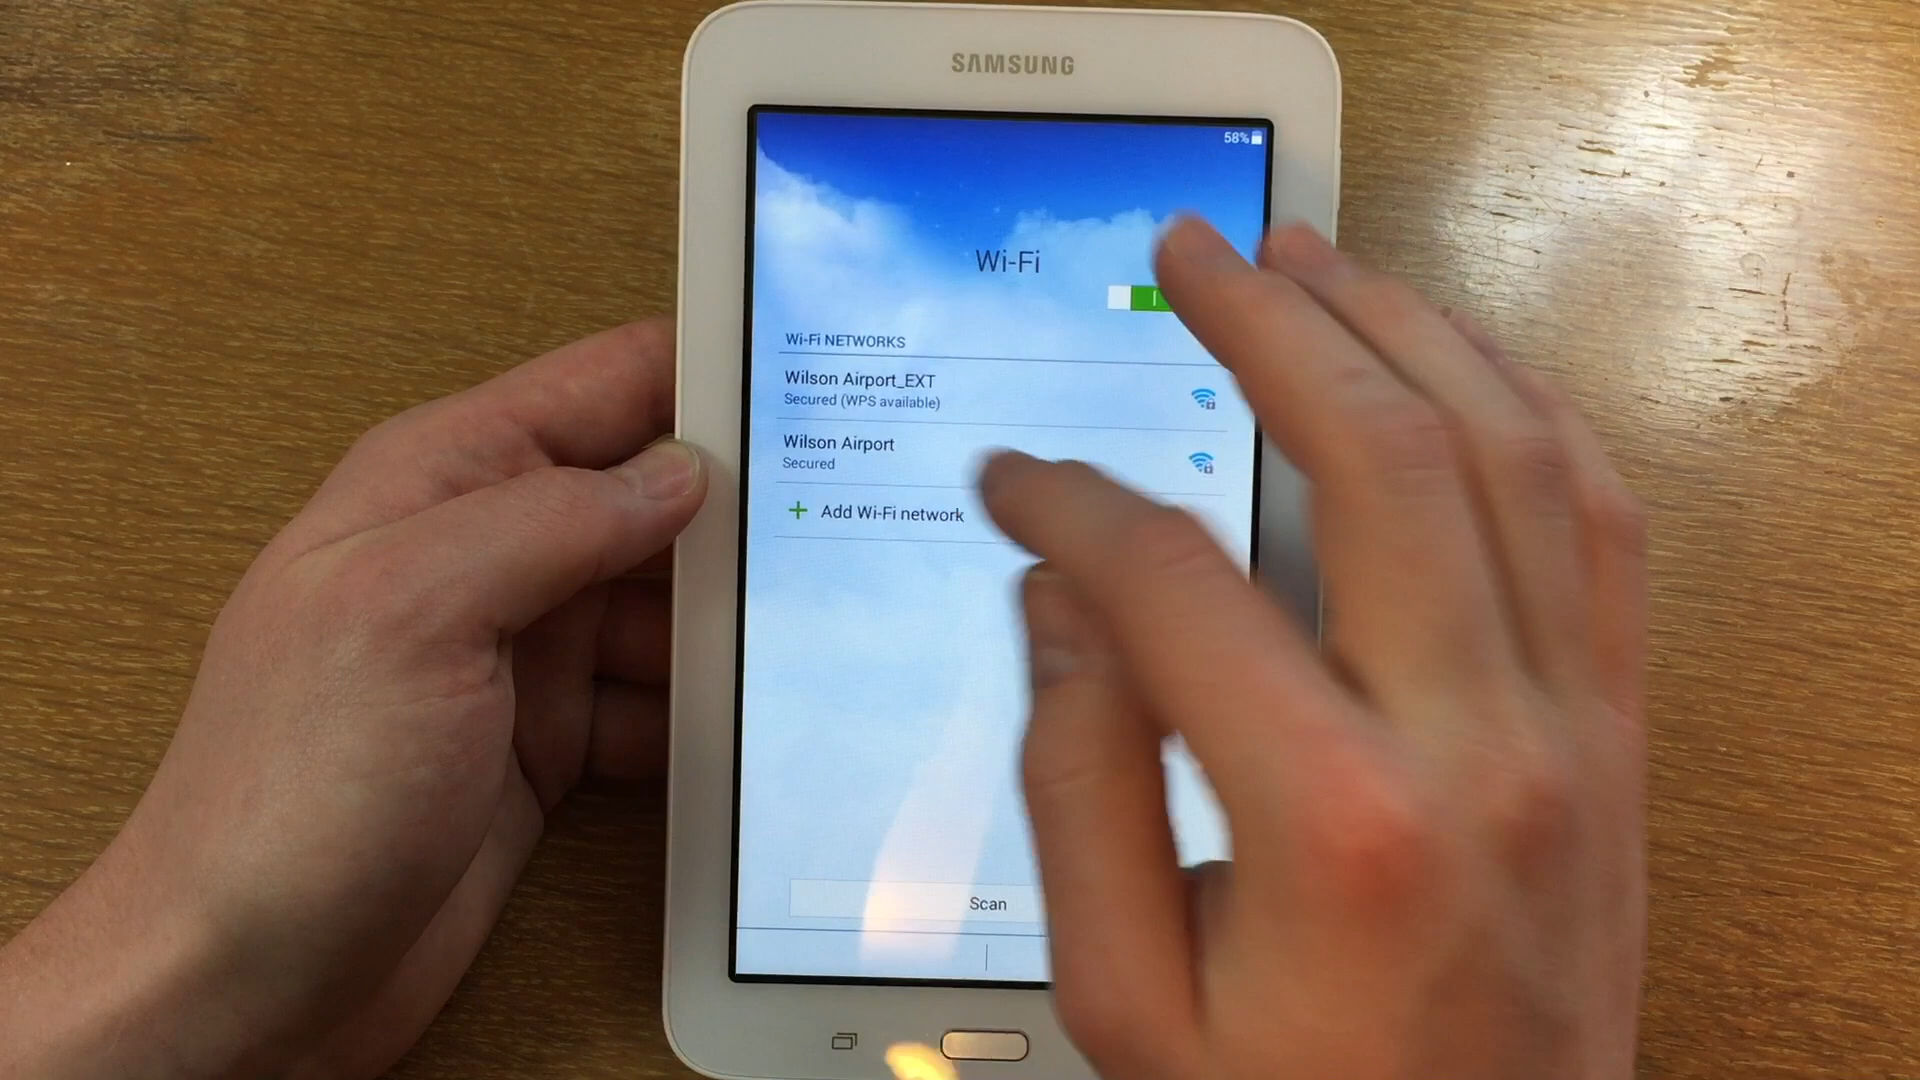 SAMSUNG
58%
Wi-Fi
Wi-Fi NETWORKS
Wilson Airport_EXT
Secured (WPS available)
Wilson Airport
Secured
+ Add Wi-Fi network
Scan